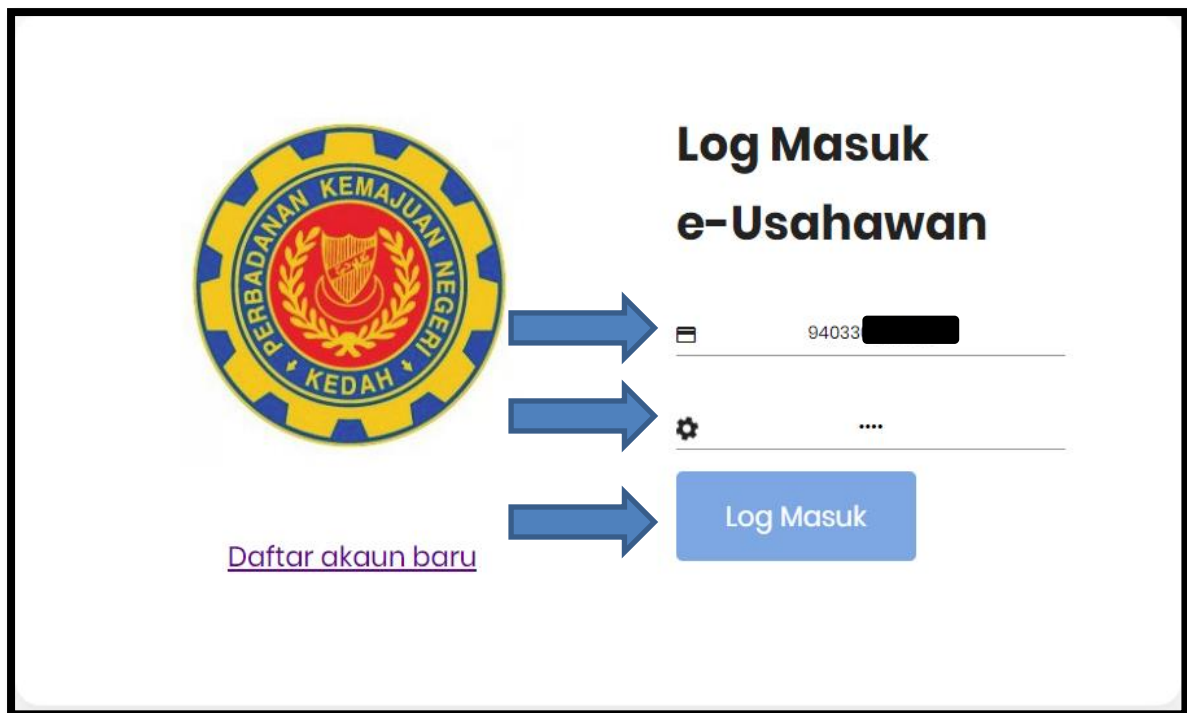 PERBADANAN KEMAJUAN NEGERI
KEDAH
Daftar akaun baru
Log Masuk
e-Usahawan
94033
••••
Log Masuk